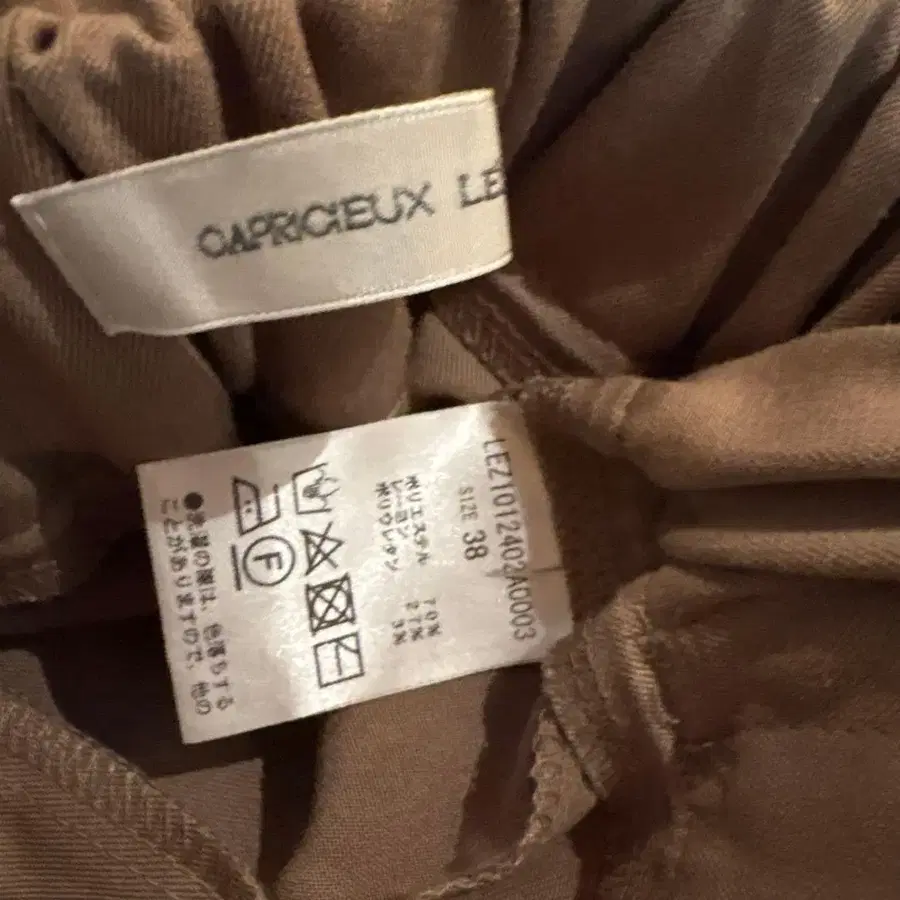 CAPRICIEUX LE
LEZ1012402A0003
SIZE 38
ポリエステル 70%
レーヨン 27%
ポリウレタン 3%
F
●洗濯の際は、色落ちする
ことがありますので、他の